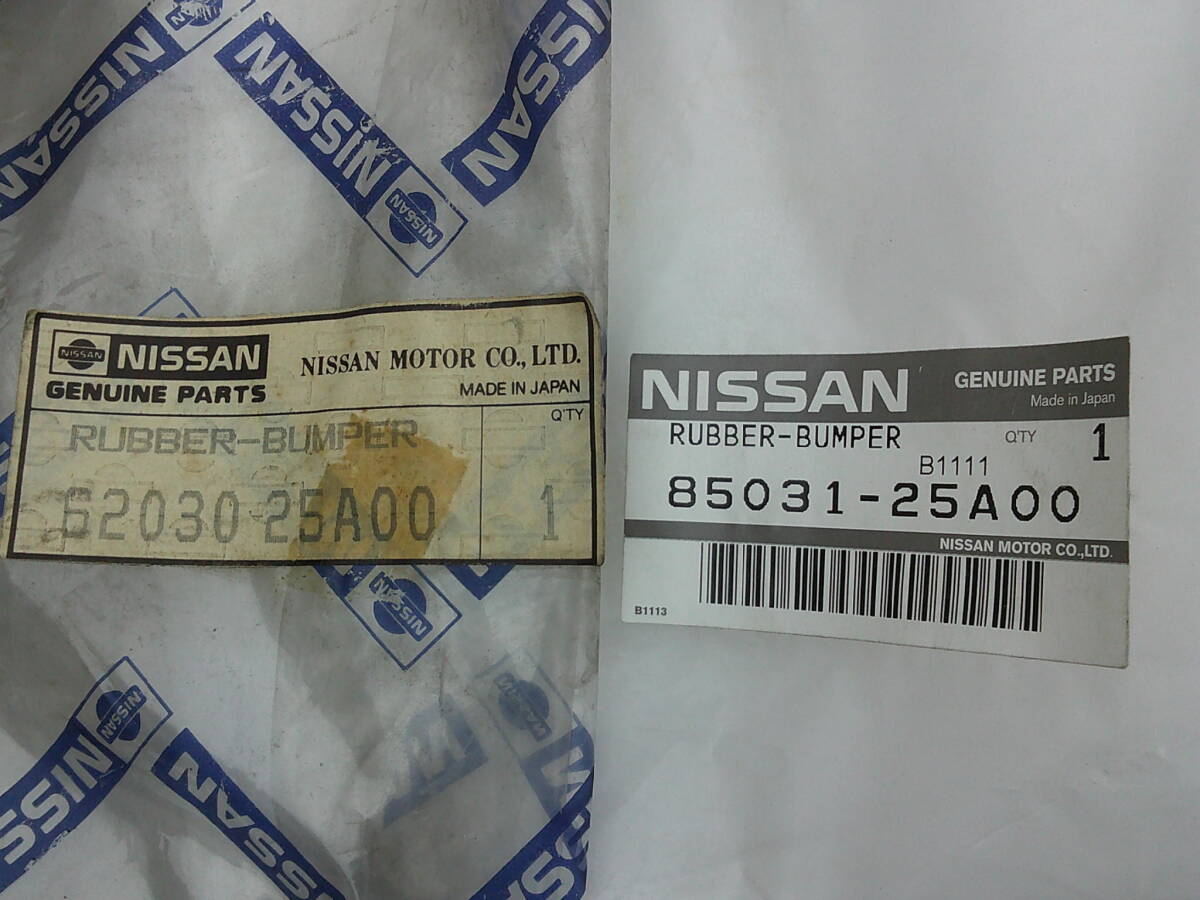 NISSAN
NISSAN
NISSAN
NISSAN
NISSAN NISSAN NISSAN MOTOR CO., LTD.
GENUINE PARTS MADE IN JAPAN
Q'TY
RUBBER-BUMPER
62030-25A00 1
NISSAN
NISSAN
NISSAN
NISSAN
NISSAN GENUINE PARTS
Made in Japan
RUBBER-BUMPER Q'TY 1
B1111
85031-25A00
NISSAN MOTOR CO.,LTD.
B1113